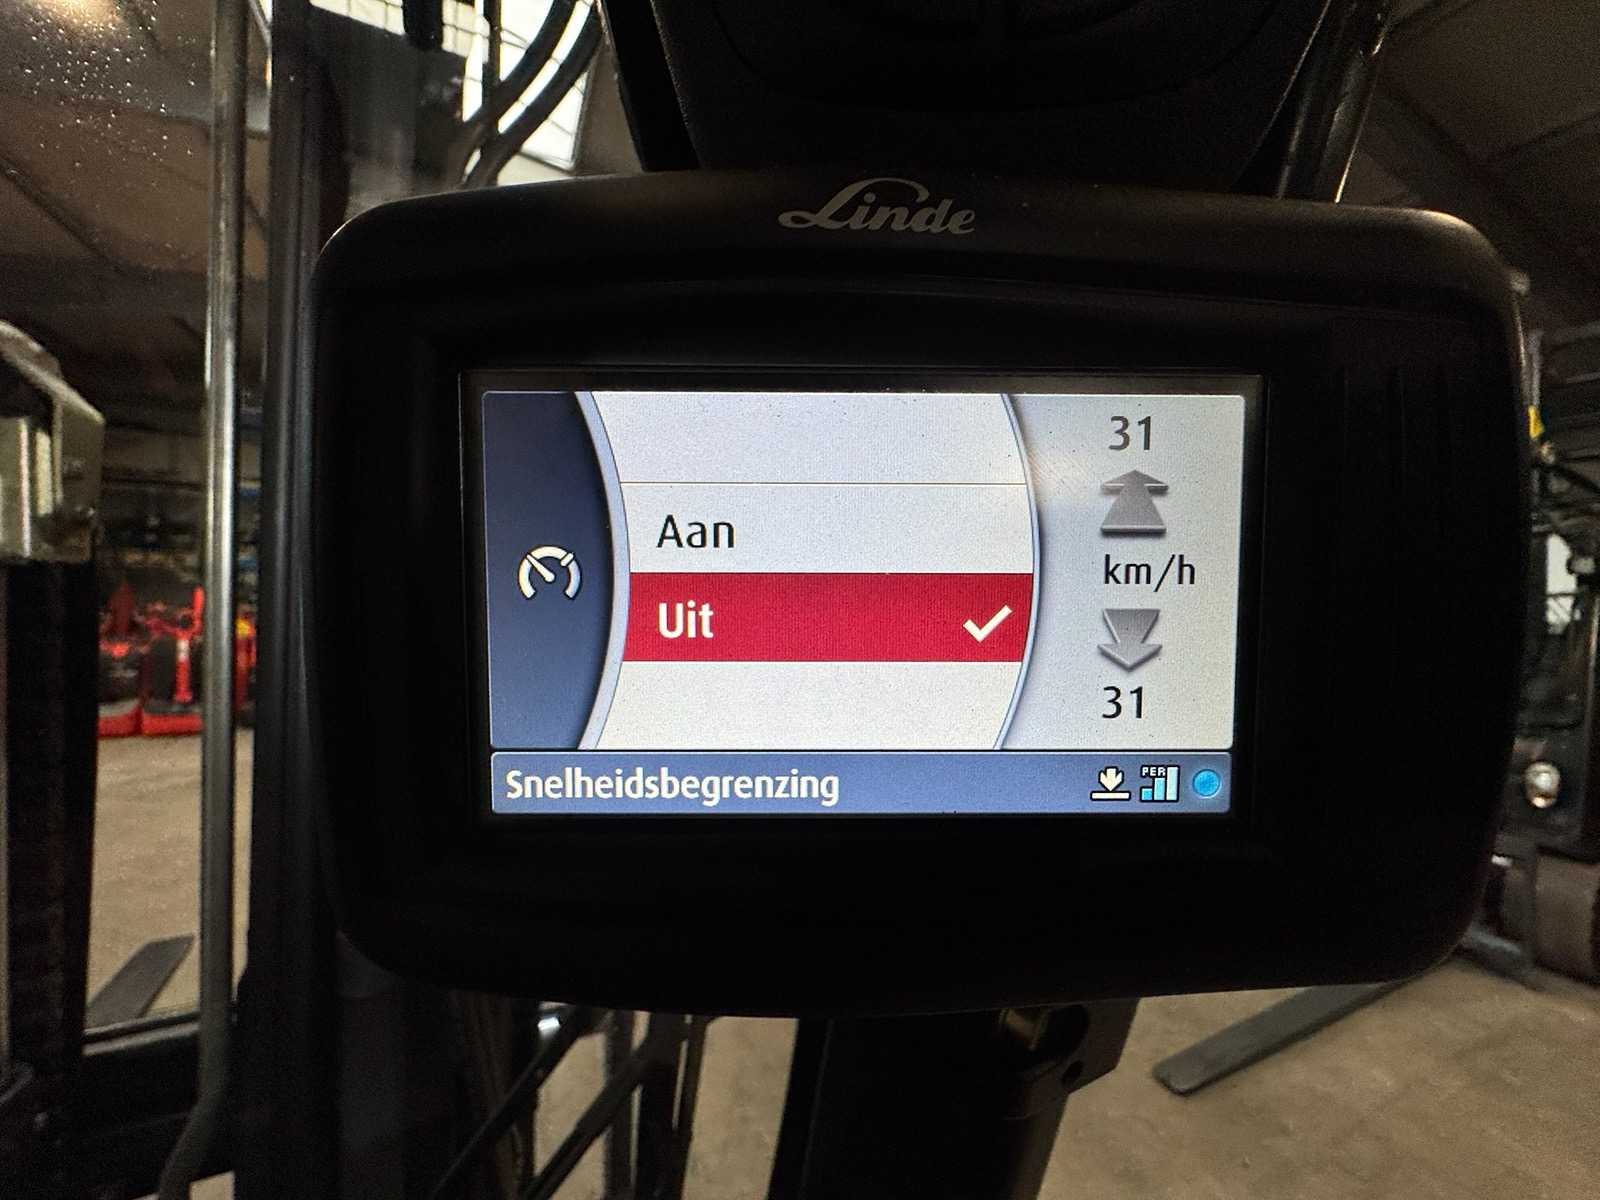 Linde
31
Aan
km/h
Uit
31
Snelheidsbegrenzing
PER